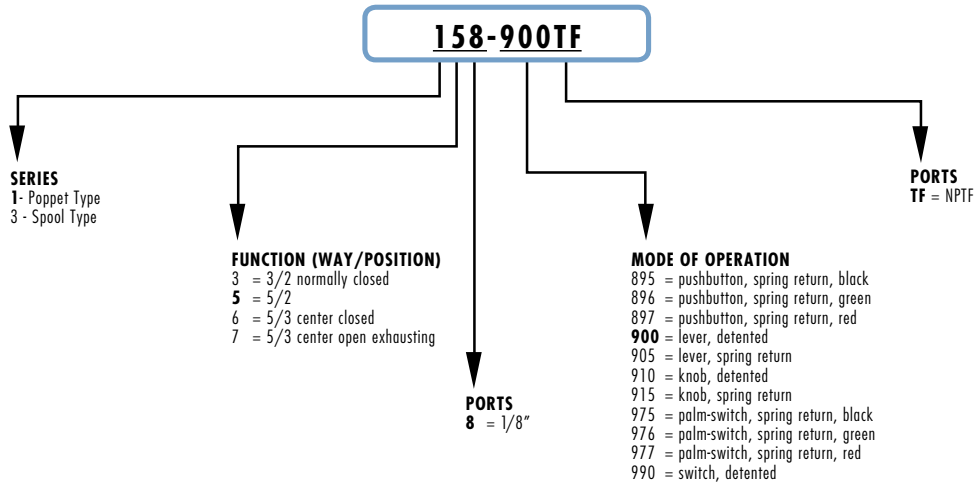 158-900TF
SERIES
1- Poppet Type
3 - Spool Type
FUNCTION (WAY/POSITION)
3 = 3/2 normally closed
5 = 5/2
6 = 5/3 center closed
7 = 5/3 center open exhausting
PORTS
8 = 1/8"
MODE OF OPERATION
895 = pushbutton, spring return, black
896 = pushbutton, spring return, green
897 = pushbutton, spring return, red
900 = lever, detented
905 = lever, spring return
910 = knob, detented
915 = knob, spring return
975 = palm-switch, spring return, black
976 = palm-switch, spring return, green
977 = palm-switch, spring return, red
990 = switch, detented
PORTS
TF = NPTF